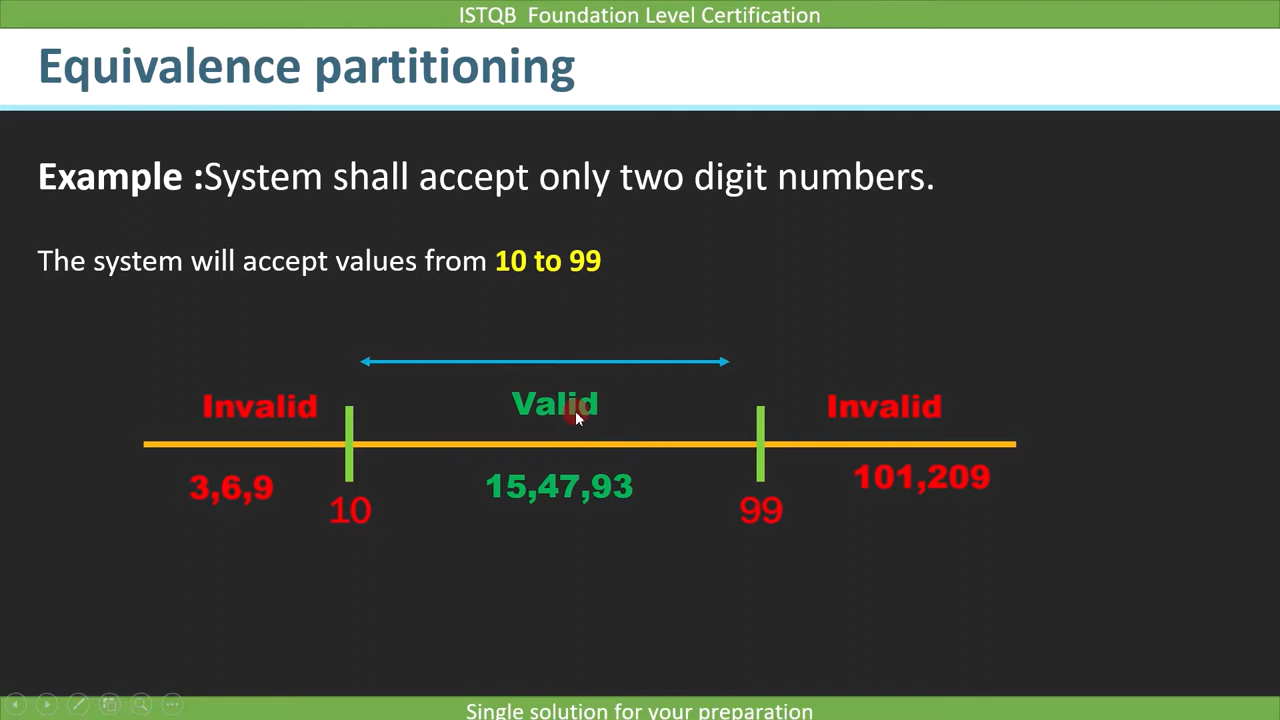 ISTQB  Foundation Level Certification
Equivalence partitioning
Example :System shall accept only two digit numbers.
The system will accept values from 10 to 99
Invalid Valid Invalid
3,6,9 15,47,93 101,209
10 99
Single solution for your preparation